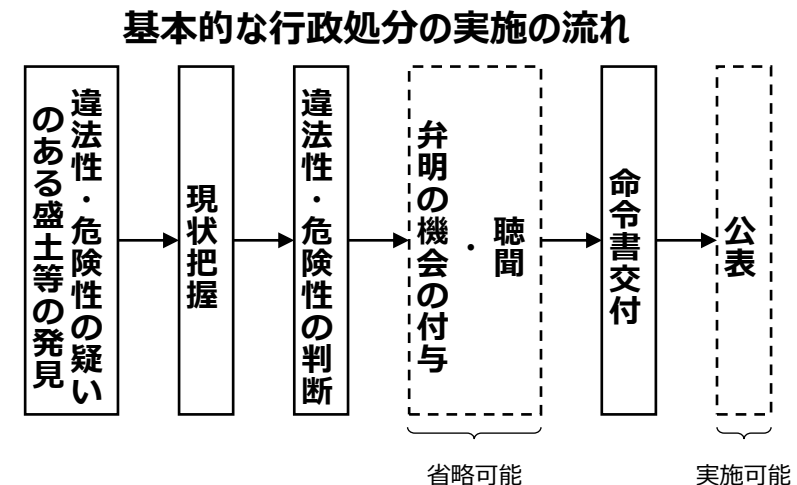 基本的な行政処分の実施の流れ
違法性・危険性の疑い
のある盛土等の発見
現状把握
違法性・危険性の判断
聴聞
・
弁明の機会の付与
命令書交付
公表
省略可能
実施可能